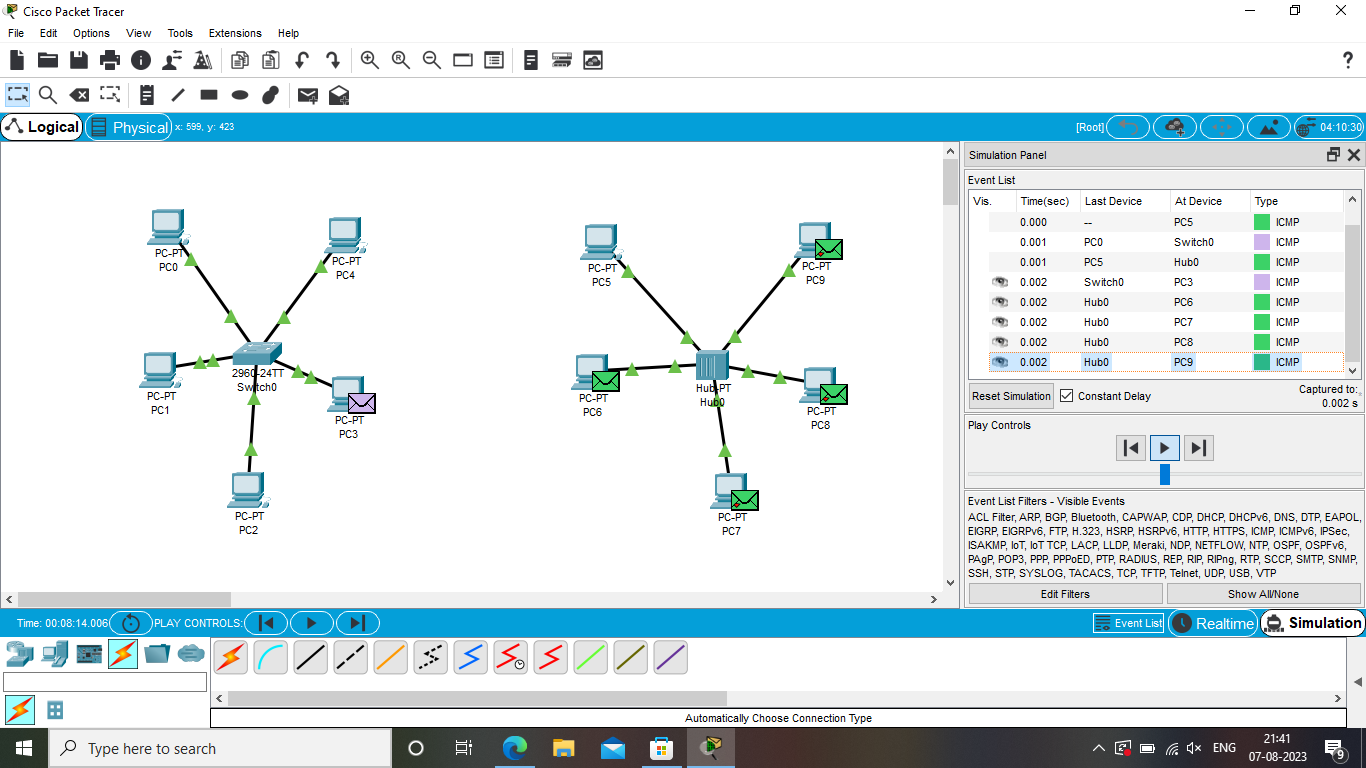 Cisco Packet Tracer
File Edit Options View Tools Extensions Help
?
Logical Physical x: 599, y: 423 [Root] 04:10:30
PC-PT
PC0
PC-PT
PC4
PC-PT
PC1
2960-24TT
Switch0
PC-PT
PC3
PC-PT
PC2
PC-PT
PC5
PC-PT
PC9
PC-PT
PC6
Hub-PT
Hub0
PC-PT
PC8
PC-PT
PC7
Simulation Panel
Event List
Vis. Time(sec) Last Device At Device Type
0.000 -- PC5 ICMP
0.001 PC0 Switch0 ICMP
0.001 PC5 Hub0 ICMP
0.002 Switch0 PC3 ICMP
0.002 Hub0 PC6 ICMP
0.002 Hub0 PC7 ICMP
0.002 Hub0 PC8 ICMP
0.002 Hub0 PC9 ICMP
Reset Simulation Constant Delay Captured to:
0.002 s
Play Controls
Event List Filters - Visible Events
ACL Filter, ARP, BGP, Bluetooth, CAPWAP, CDP, DHCP, DHCPv6, DNS, DTP, EAPOL,
EIGRP, EIGRPv6, FTP, H.323, HSRP, HSRPv6, HTTP, HTTPS, ICMP, ICMPv6, IPSec,
ISAKMP, IoT, IoT TCP, LACP, LLDP, Meraki, NDP, NETFLOW, NTP, OSPF, OSPFv6,
PAgP, POP3, PPP, PPPoED, PTP, RADIUS, REP, RIP, RIPng, RTP, SCCP, SMTP, SNMP,
SSH, STP, SYSLOG, TACACS, TCP, TFTP, Telnet, UDP, USB, VTP
Edit Filters Show All/None
Time: 00:08:14.006 PLAY CONTROLS: Event List Realtime Simulation
Automatically Choose Connection Type
Type here to search
ENG
21:41
07-08-2023
9